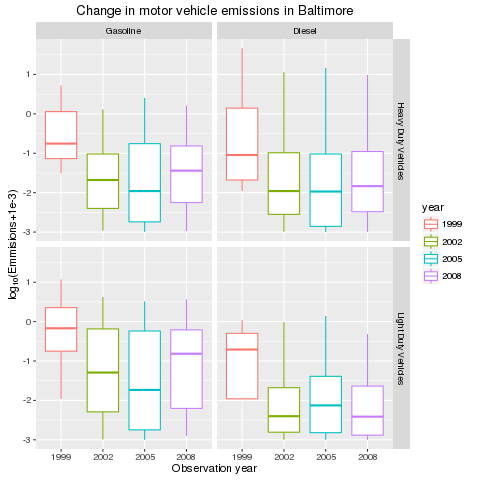 Change in motor vehicle emissions in Baltimore
Gasoline
Diesel
1
0
-1
-2
-3
Heavy Duty Vehicles
1
0
-1
-2
-3
Light Duty Vehicles
log₁₀(Emmisions+1e-3)
1999
2002
2005
2008
1999
2002
2005
2008
Observation year
year
1999
2002
2005
2008